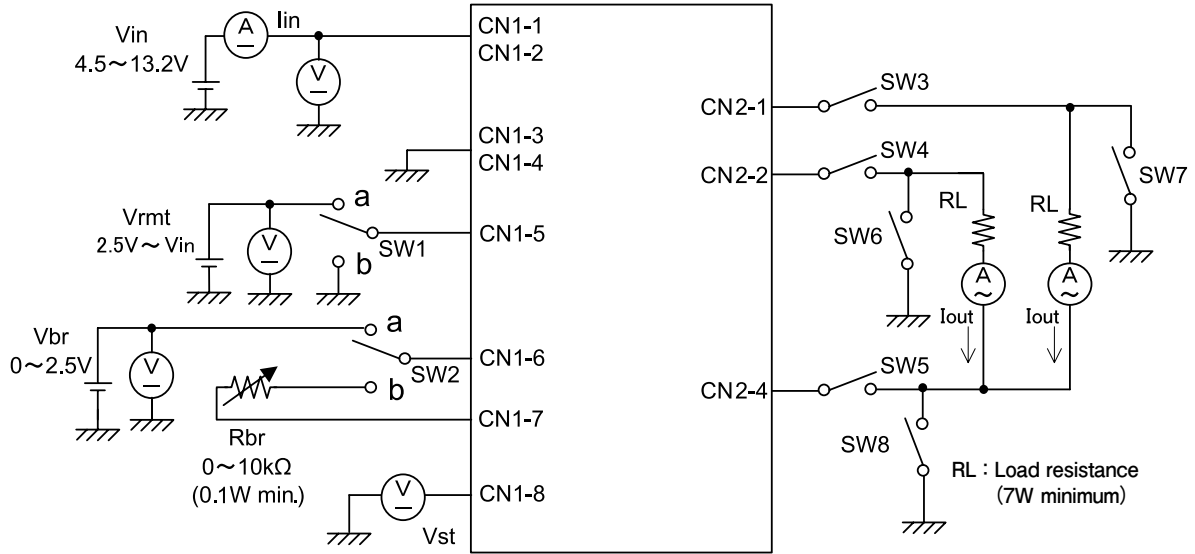 Vin
4.5～13.2V
A
Iin
V
CN1-1
CN1-2
CN1-3
CN1-4
Vrmt
2.5V～Vin
V
a
b
SW1
CN1-5
Vbr
0～2.5V
V
a
b
SW2
CN1-6
CN1-7
Rbr
0～10kΩ
(0.1W min.)
V
Vst
CN1-8
CN2-1
SW3
CN2-2
SW4
SW6
RL
RL
SW7
A
A
Iout
Iout
CN2-4
SW5
SW8
RL : Load resistance
(7W minimum)